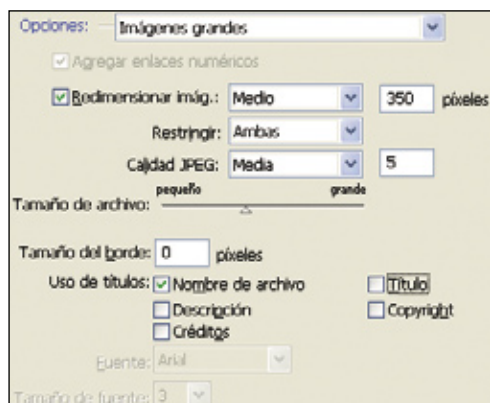 Opciones: Imágenes grandes
Agregar enlaces numéricos
Redimensionar imág.: Medio 350 píxeles
Restringir: Ambas
Calidad JPEG: Media 5
pequeño grande
Tamaño de archivo:
Tamaño del borde: 0 píxeles
Uso de títulos: Nombre de archivo Título
Descripción Copyright
Créditos
Fuente: Arial
Tamaño de fuente: 3